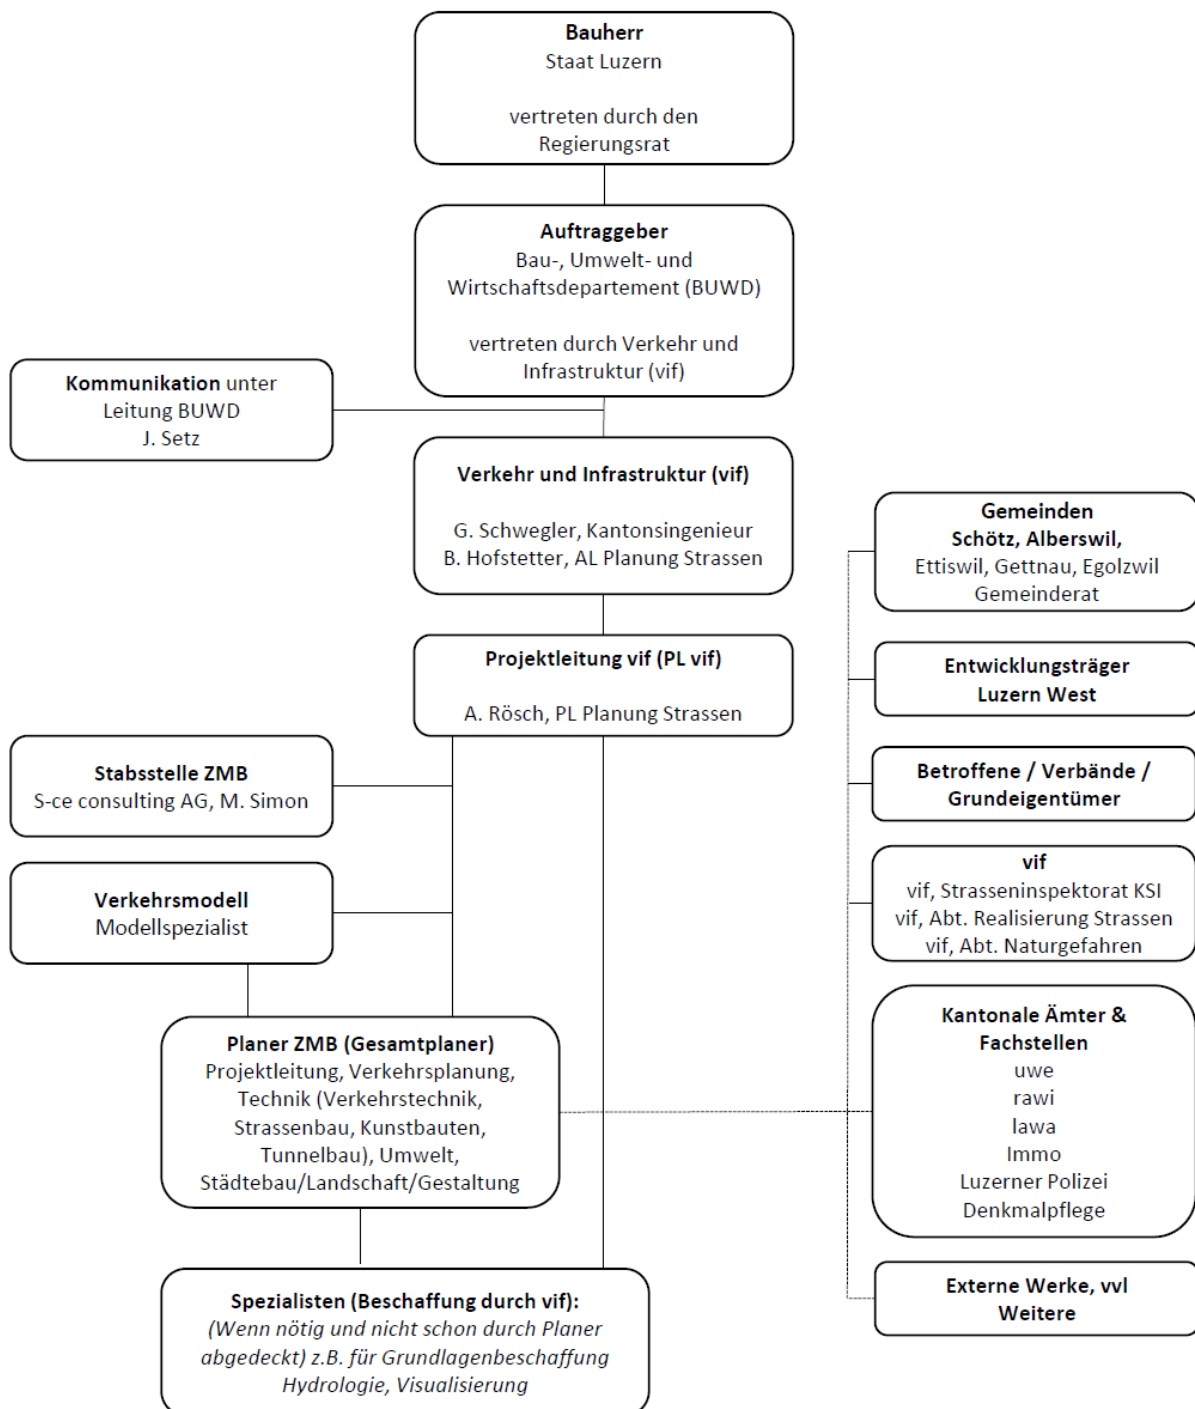 Bauherr
Staat Luzern
vertreten durch den
Regierungsrat
Auftraggeber
Bau-, Umwelt- und
Wirtschaftsdepartement (BUWD)
vertreten durch Verkehr und
Infrastruktur (vif)
Kommunikation unter
Leitung BUWD
J. Setz
Verkehr und Infrastruktur (vif)
G. Schwegler, Kantonsingenieur
B. Hofstetter, AL Planung Strassen
Projektleitung vif (PL vif)
A. Rösch, PL Planung Strassen
Stabsstelle ZMB
S-ce consulting AG, M. Simon
Verkehrsmodell
Modellspezialist
Planer ZMB (Gesamtplaner)
Projektleitung, Verkehrsplanung,
Technik (Verkehrstechnik,
Strassenbau, Kunstbauten,
Tunnelbau), Umwelt,
Städtebau/Landschaft/Gestaltung
Spezialisten (Beschaffung durch vif):
(Wenn nötig und nicht schon durch Planer
abgedeckt) z.B. für Grundlagenbeschaffung
Hydrologie, Visualisierung
Gemeinden
Schötz, Alberswil,
Ettiswil, Gettnau, Egolzwil
Gemeinderat
Entwicklungsträger
Luzern West
Betroffene / Verbände /
Grundeigentümer
vif
vif, Strasseninspektorat KSI
vif, Abt. Realisierung Strassen
vif, Abt. Naturgefahren
Kantonale Ämter &
Fachstellen
uwe
rawi
lawa
Immo
Luzerner Polizei
Denkmalpflege
Externe Werke, vvl
Weitere